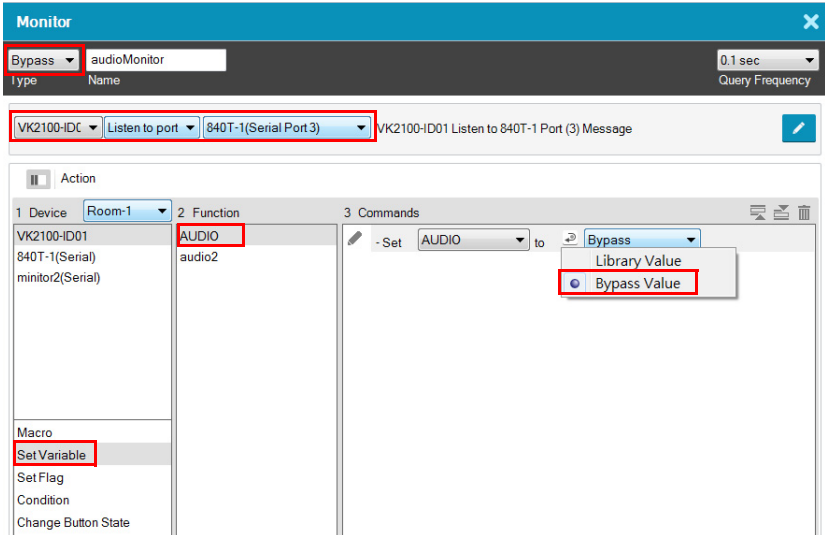 Monitor
Bypass audioMonitor 0.1 sec
Type Name Query Frequency
VK2100-ID( Listen to port 840T-1(Serial Port 3) VK2100-ID01 Listen to 840T-1 Port (3) Message
Action
1 Device Room-1 2 Function 3 Commands
VK2100-ID01 AUDIO - Set AUDIO to Bypass
840T-1(Serial) audio2 Library Value
minitor2(Serial) Bypass Value
Macro
Set Variable
Set Flag
Condition
Change Button State